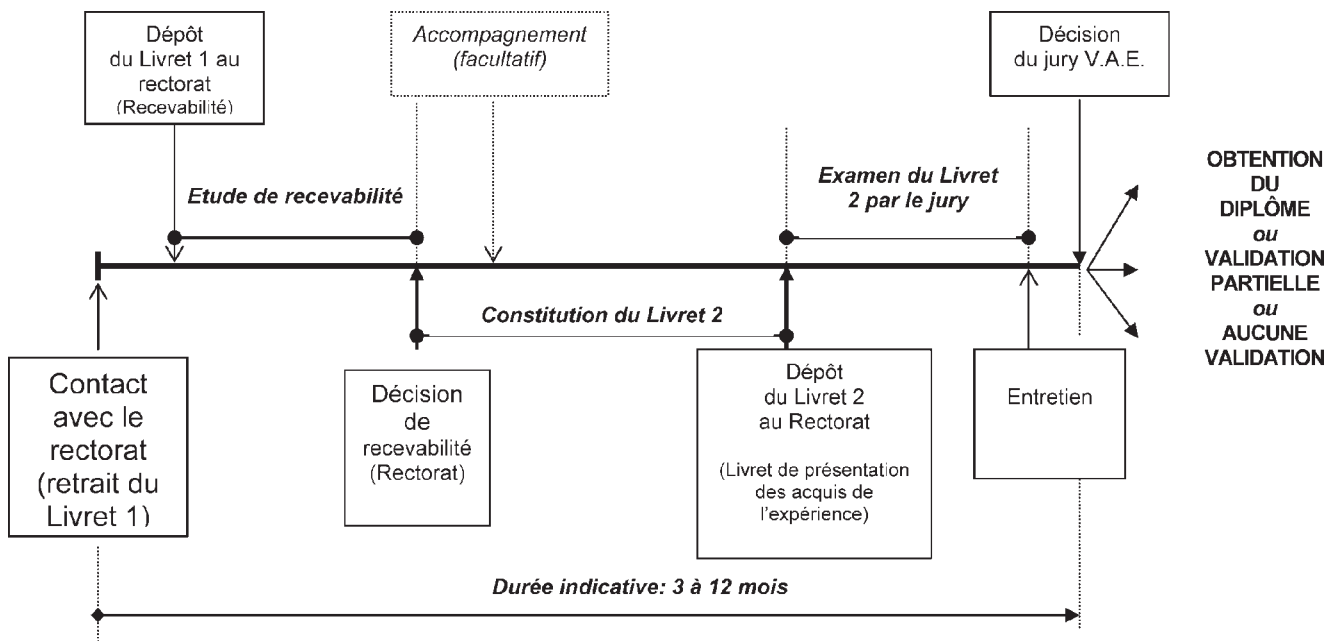 Dépôt
du Livret 1 au
rectorat
(Recevabilité)
Accompagnement
(facultatif)
Décision
du jury V.A.E.
Etude de recevabilité
Examen du Livret
2 par le jury
OBTENTION
DU
DIPLÔME
ou
VALIDATION
PARTIELLE
ou
AUCUNE
VALIDATION
Constitution du Livret 2
Contact
avec le
rectorat
(retrait du
Livret 1)
Décision
de
recevabilité
(Rectorat)
Dépôt
du Livret 2
au Rectorat
(Livret de présentation
des acquis de
l'expérience)
Entretien
Durée indicative: 3 à 12 mois